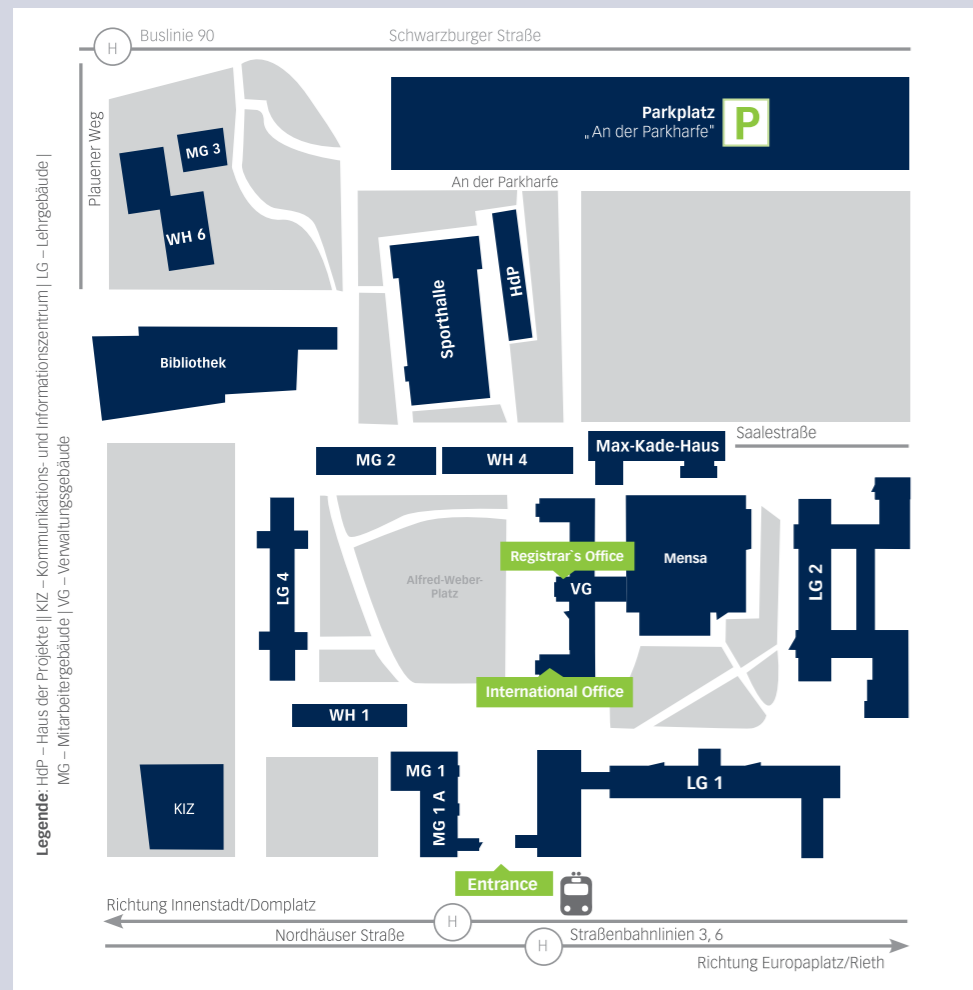 H
Buslinie 90
Schwarzburger Straße
Plauener Weg
Parkplatz
„An der Parkharfe"
P
An der Parkharfe
MG 3
WH 6
HdP
Sporthalle
Bibliothek
Saalestraße
Max-Kade-Haus
MG 2
WH 4
Registrar`s Office
Mensa
Alfred-Weber-
Platz
VG
LG 4
LG 2
International Office
WH 1
MG 1
MG 1 A
LG 1
KIZ
Entrance
Richtung Innenstadt/Domplatz
H
Nordhäuser Straße
H
Straßenbahnlinien 3, 6
Richtung Europaplatz/Rieth
Legende: HdP – Haus der Projekte || KIZ – Kommunikations- und Informationszentrum | LG – Lehrgebäude |
MG – Mitarbeitergebäude | VG – Verwaltungsgebäude